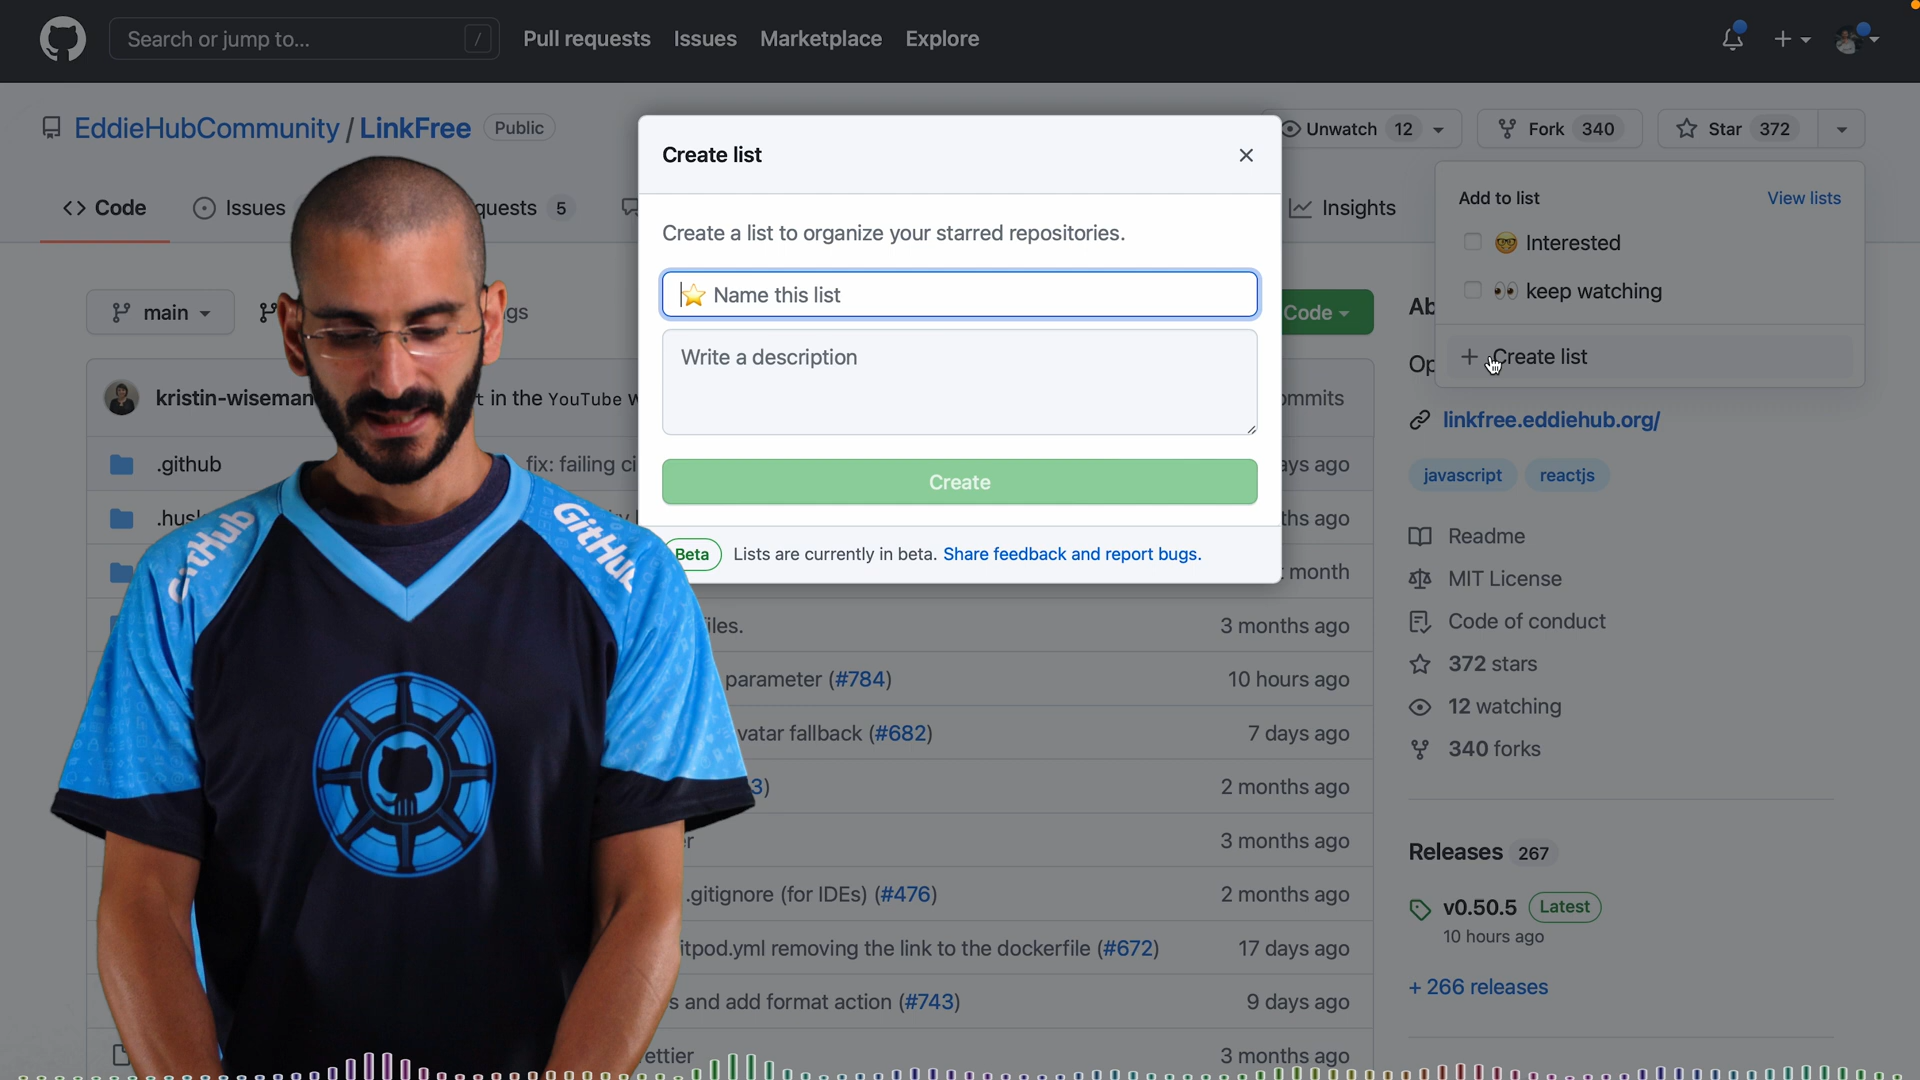 Search or jump to... /
Pull requests Issues Marketplace Explore
EddieHubCommunity / LinkFree Public
Unwatch 12 Fork 340 Star 372
Create list
Create a list to organize your starred repositories.
⭐ Name this list
Write a description
Create
Beta Lists are currently in beta. Share feedback and report bugs.
Add to list View lists
🤓 Interested
👀 keep watching
+ Create list
<> Code Issues quests 5 Insights
main gs Code
kristin-wiseman t in the YouTube w ommits
.github fix: failing ci ays ago
.husk ths ago
t month
iles. 3 months ago
parameter (#784) 10 hours ago
vatar fallback (#682) 7 days ago
3) 2 months ago
r 3 months ago
.gitignore (for IDEs) (#476) 2 months ago
itpod.yml removing the link to the dockerfile (#672) 17 days ago
s and add format action (#743) 9 days ago
ettier 3 months ago
Ab
Op
linkfree.eddiehub.org/
javascript reactjs
Readme
MIT License
Code of conduct
372 stars
12 watching
340 forks
Releases 267
v0.50.5 Latest
10 hours ago
+ 266 releases
GitHub
GitHub